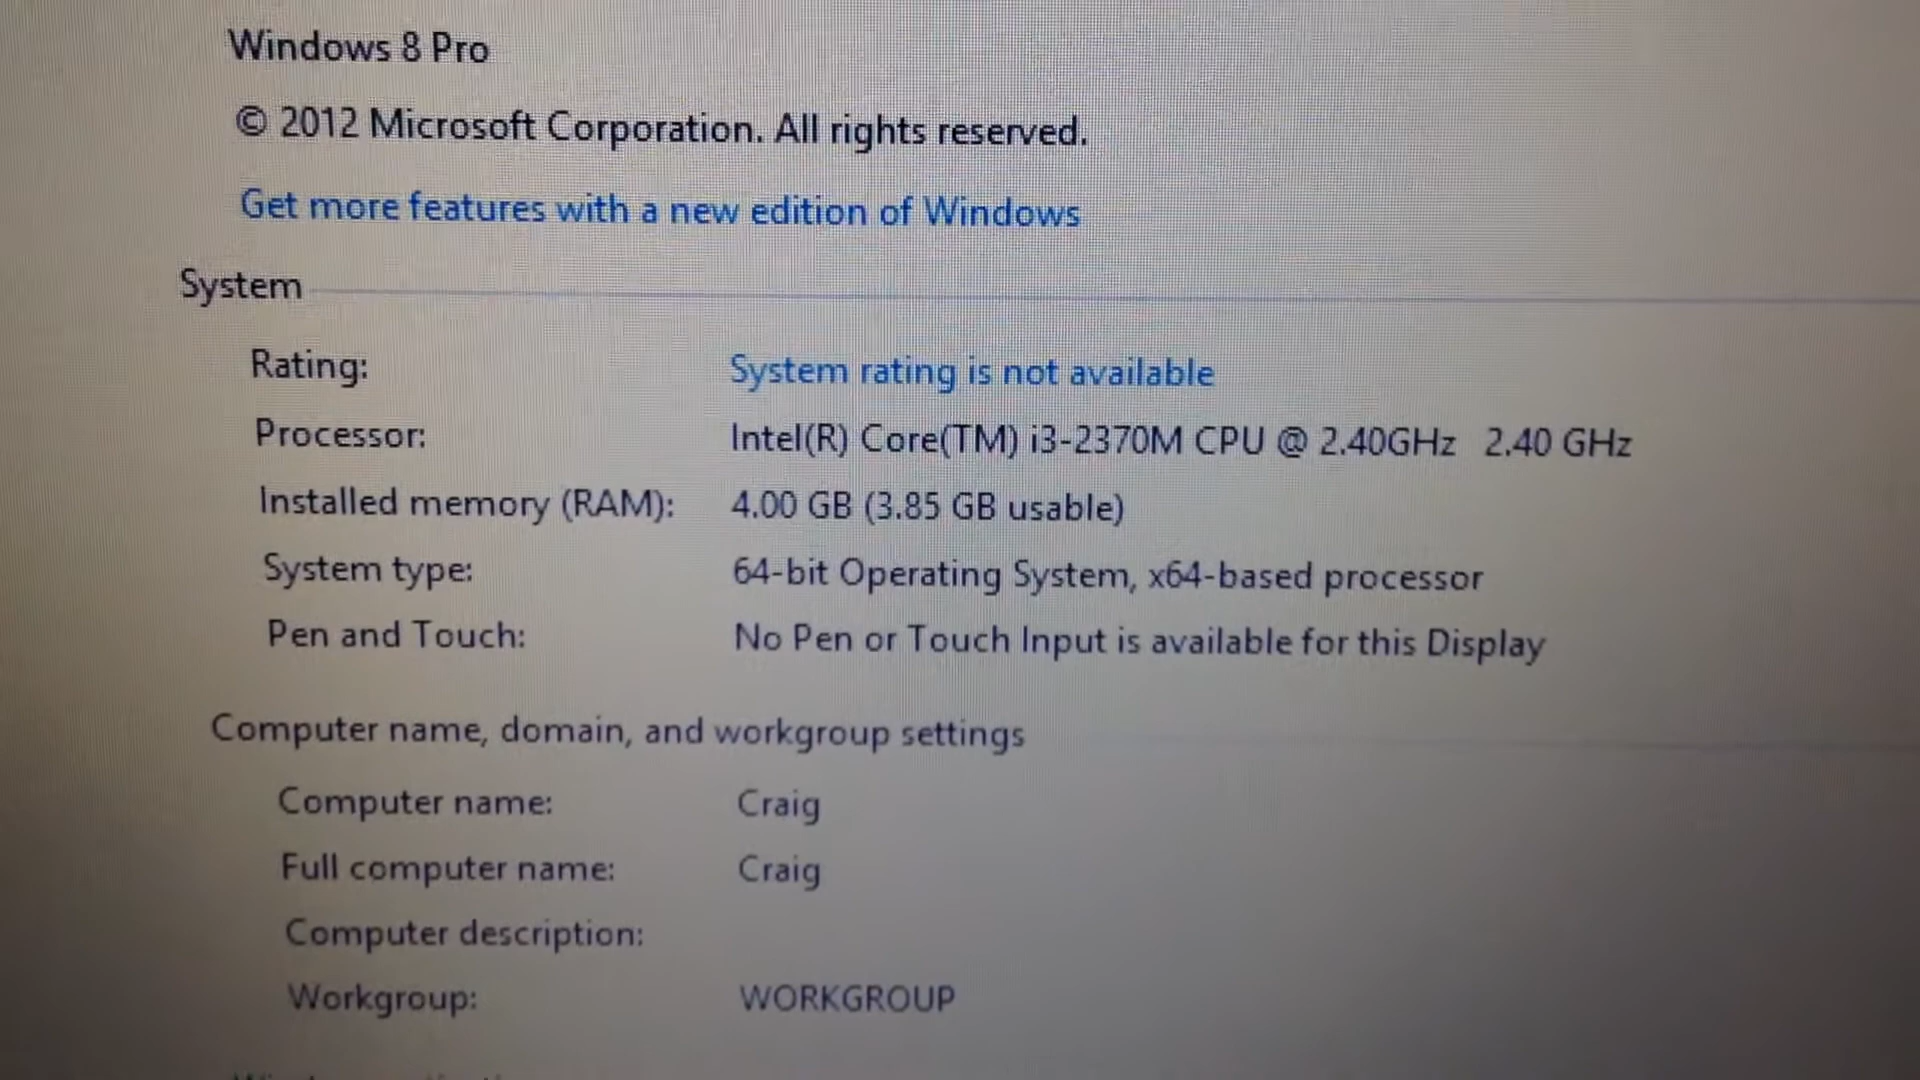 Windows 8 Pro
© 2012 Microsoft Corporation. All rights reserved.
Get more features with a new edition of Windows
System
Rating: System rating is not available
Processor: Intel(R) Core(TM) i3-2370M CPU @ 2.40GHz 2.40 GHz
Installed memory (RAM): 4.00 GB (3.85 GB usable)
System type: 64-bit Operating System, x64-based processor
Pen and Touch: No Pen or Touch Input is available for this Display
Computer name, domain, and workgroup settings
Computer name: Craig
Full computer name: Craig
Computer description:
Workgroup: WORKGROUP